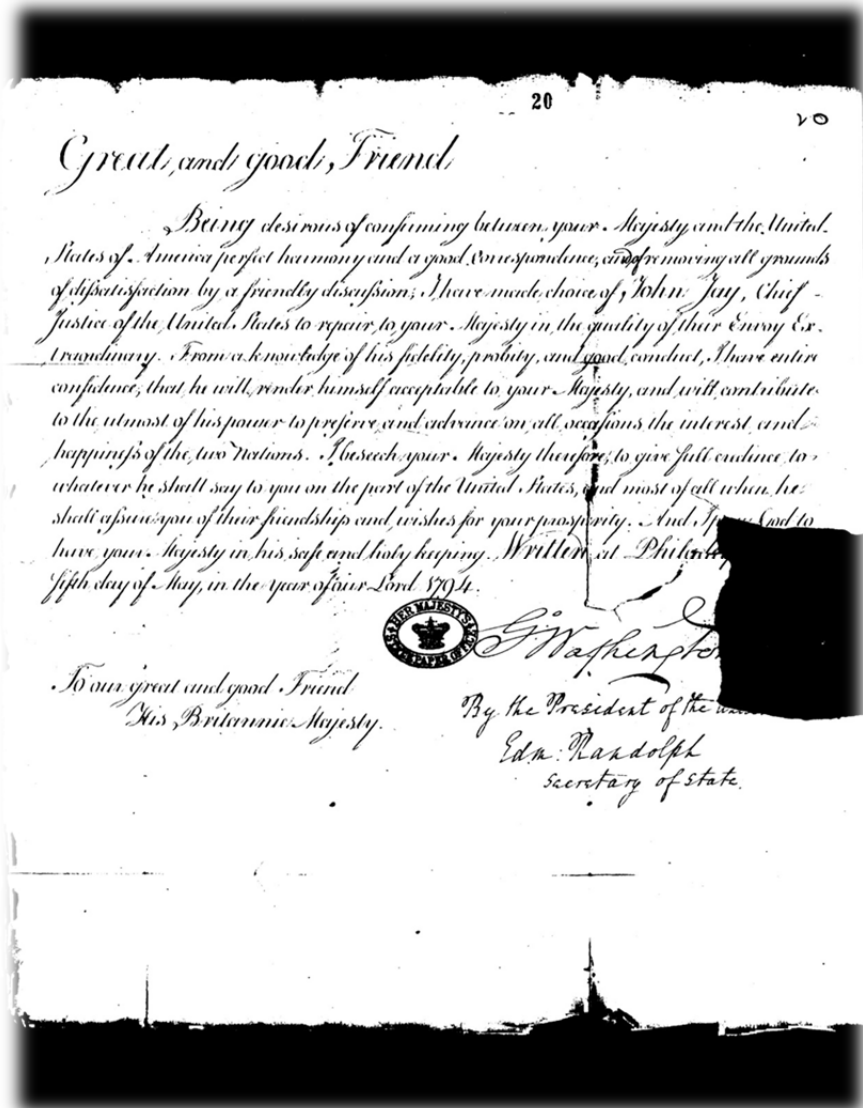 20
20
Great and good Friend
Being desirous of confirming between your Majesty and the United
States of America perfect harmony and a good correspondence, and of removing all grounds
of dissatisfaction by a friendly discussion; I have made choice of John Jay, Chief
Justice of the United States to repair to your Majesty in the quality of their Envoy Ex-
traordinary. From a knowledge of his fidelity, probity, and good conduct, I have entire
confidence, that he will render himself acceptable to your Majesty, and will contribute
to the utmost of his power to preserve and advance on all occasions the interest and
happiness of the two Nations. I beseech your Majesty therefore, to give full credence to
whatever he shall say to you on the part of the United States, and most of all when he
shall assure you of their friendship and wishes for your prosperity. And I pray God to
have your Majesty in his safe and holy keeping. Written at
fifth day of May, in the year of our Lord 1794.
HER MAJESTY'S
STATE PAPER OFFICE
G Washington
To our great and good Friend
His Britannic Majesty.
By the President of the
Edm: Randolph
Secretary of State.